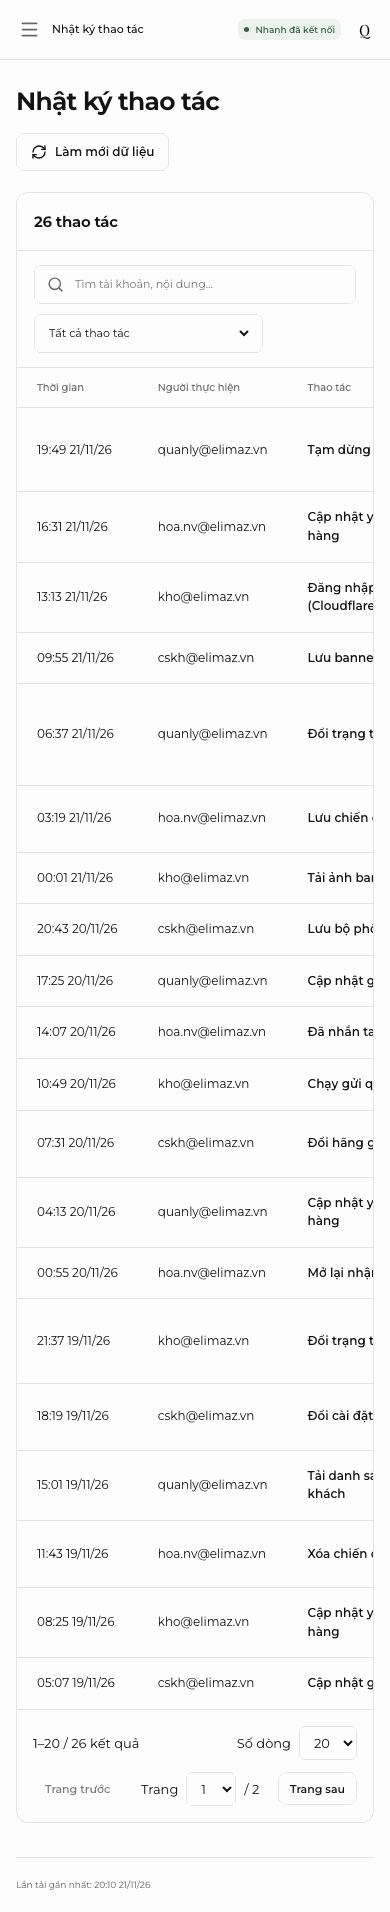 Nhật ký thao tác
Nhanh đã kết nối
Q
Nhật ký thao tác
Làm mới dữ liệu
26 thao tác
Tìm tài khoản, nội dung...
Tất cả thao tác
Thời gian Người thực hiện Thao tác
19:49 21/11/26 quanly@elimaz.vn Tạm dừng
16:31 21/11/26 hoa.nv@elimaz.vn Cập nhật y
hàng
13:13 21/11/26 kho@elimaz.vn Đăng nhập
(Cloudflare
09:55 21/11/26 cskh@elimaz.vn Lưu banne
06:37 21/11/26 quanly@elimaz.vn Đổi trang t
03:19 21/11/26 hoa.nv@elimaz.vn Lưu chiến
00:01 21/11/26 kho@elimaz.vn Tải ảnh ban
20:43 20/11/26 cskh@elimaz.vn Lưu bộ
17:25 20/11/26 quanly@elimaz.vn Cập nhật g
14:07 20/11/26 hoa.nv@elimaz.vn Đã nhắn
10:49 20/11/26 kho@elimaz.vn Chạy gửi q
07:31 20/11/26 cskh@elimaz.vn Đổi hãng g
04:13 20/11/26 quanly@elimaz.vn Cập nhật y
hàng
00:55 20/11/26 hoa.nv@elimaz.vn Mở lại
21:37 19/11/26 kho@elimaz.vn Đổi trang t
18:19 19/11/26 cskh@elimaz.vn Đổi cài đặt
15:01 19/11/26 quanly@elimaz.vn Tải danh
khách
11:43 19/11/26 hoa.nv@elimaz.vn Xóa chiến
08:25 19/11/26 kho@elimaz.vn Cập nhật y
hàng
05:07 19/11/26 cskh@elimaz.vn Cập nhật g
1–20 / 26 kết quả Số dòng 20
Trang trước Trang 1 / 2 Trang sau
Lần tải gần nhất: 20:10 21/11/26